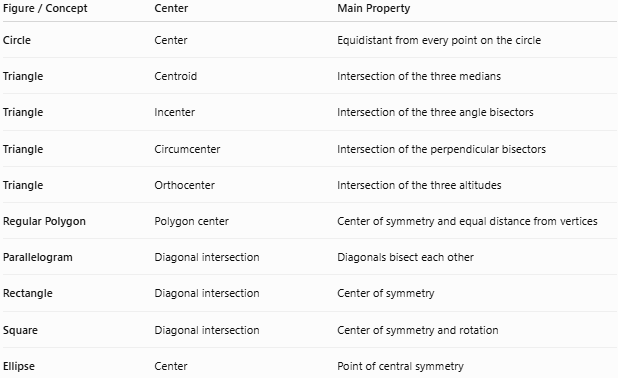 Figure / Concept Center Main Property
Circle Center Equidistant from every point on the circle
Triangle Centroid Intersection of the three medians
Triangle Incenter Intersection of the three angle bisectors
Triangle Circumcenter Intersection of the perpendicular bisectors
Triangle Orthocenter Intersection of the three altitudes
Regular Polygon Polygon center Center of symmetry and equal distance from vertices
Parallelogram Diagonal intersection Diagonals bisect each other
Rectangle Diagonal intersection Center of symmetry
Square Diagonal intersection Center of symmetry and rotation
Ellipse Center Point of central symmetry